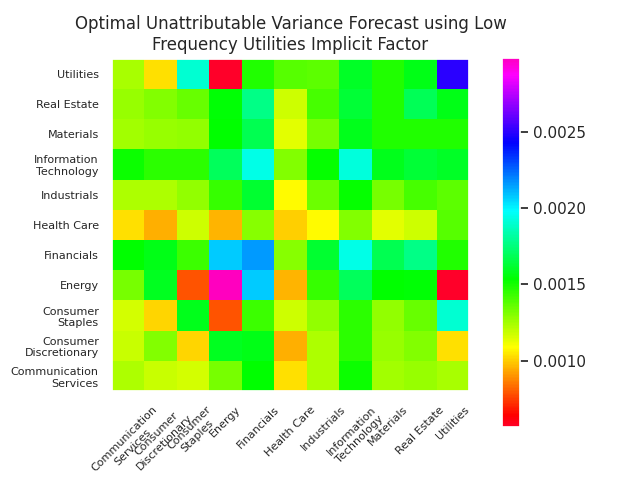 Optimal Unattributable Variance Forecast using Low
Frequency Utilities Implicit Factor
Utilities
Real Estate
Materials
Information
Technology
Industrials
Health Care
Financials
Energy
Consumer
Staples
Consumer
Discretionary
Communication
Services
Communication
Services
Consumer
Discretionary
Consumer
Staples
Energy
Financials
Health Care
Industrials
Information
Technology
Materials
Real Estate
Utilities
0.0025
0.0020
0.0015
0.0010